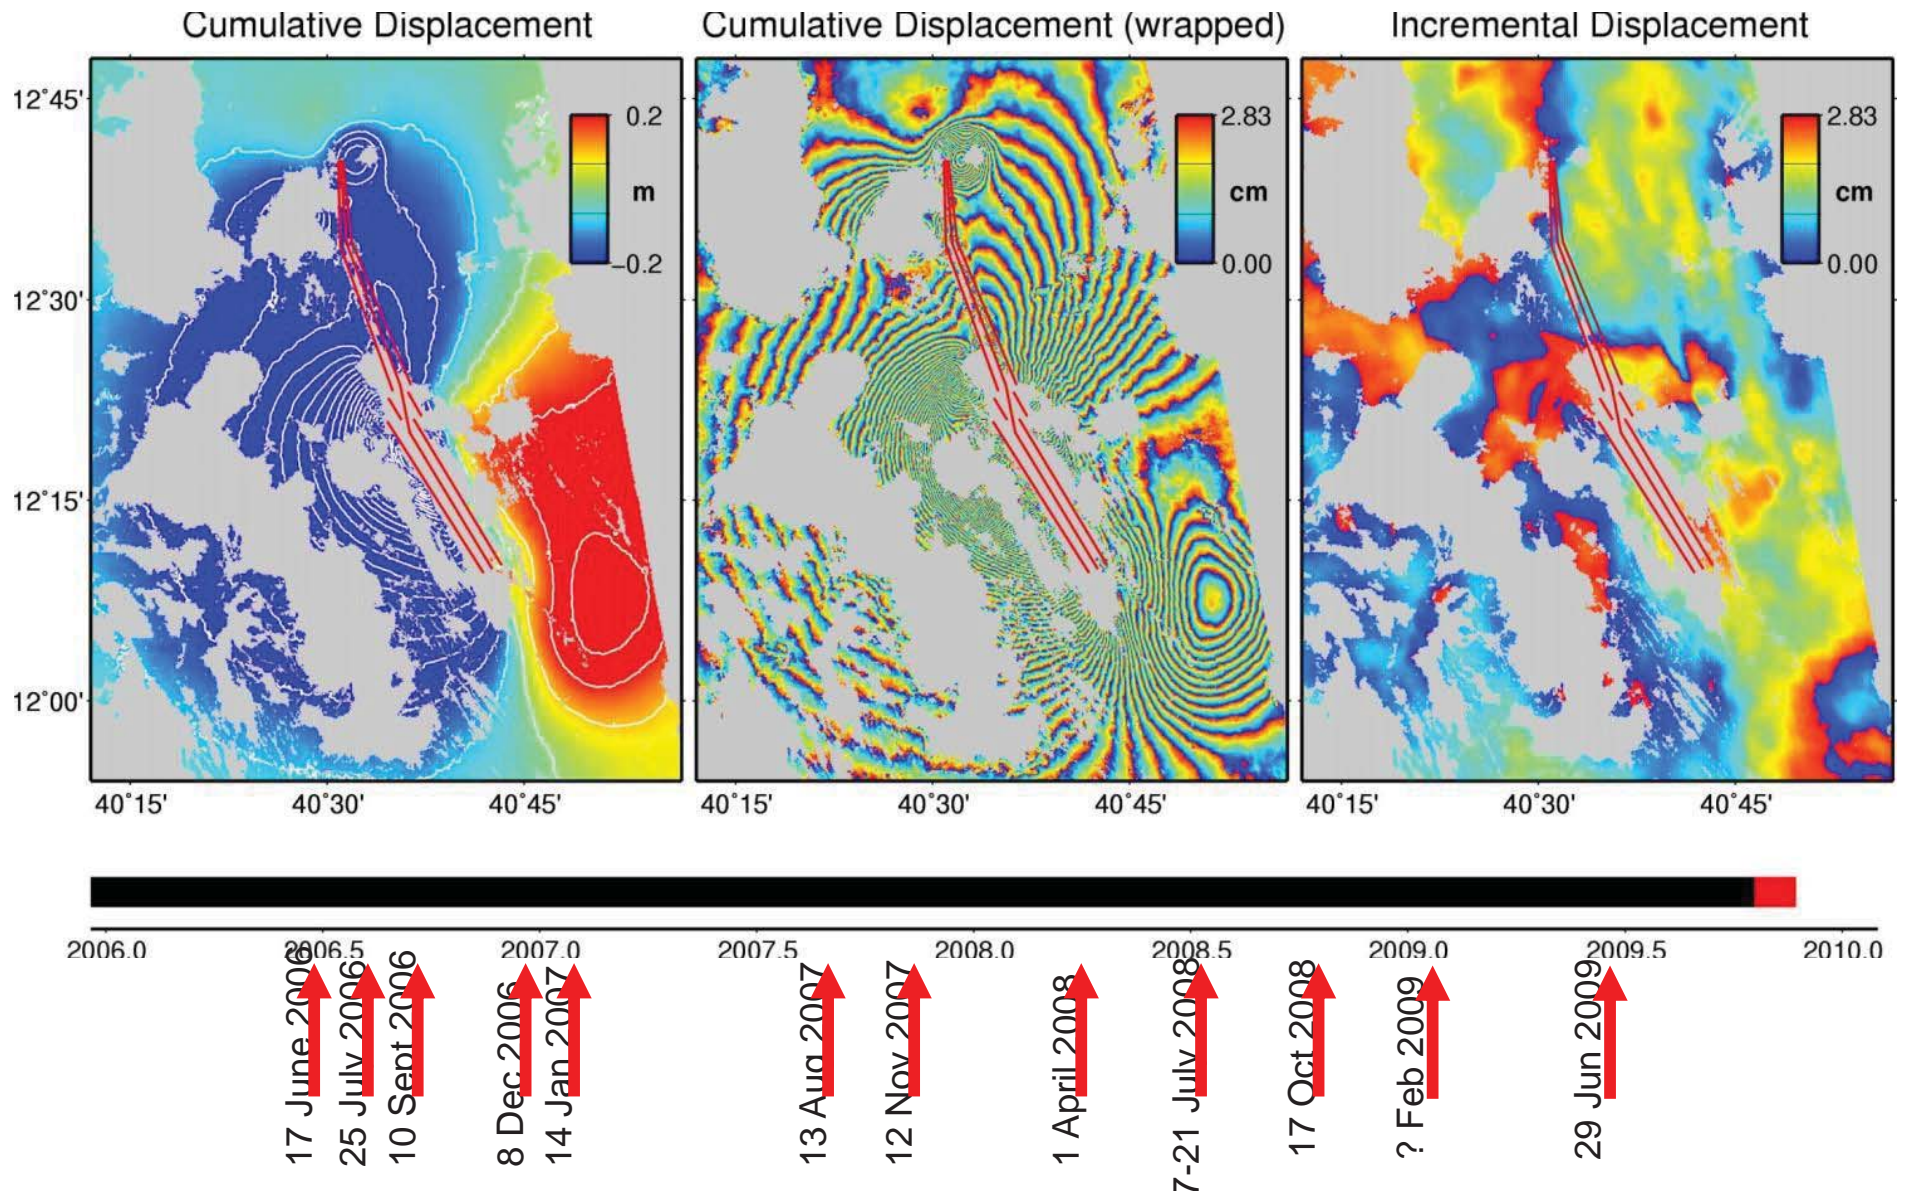 Cumulative Displacement
Cumulative Displacement (wrapped)
Incremental Displacement
12°45'
12°30'
12°15'
12°00'
0.2
m
−0.2
2.83
cm
0.00
2.83
cm
0.00
40°15'
40°30'
40°45'
40°15'
40°30'
40°45'
40°15'
40°30'
40°45'
2006.0
2006.5
2007.0
2007.5
2008.0
2008.5
2009.0
2009.5
2010.0
17 June 2006
25 July 2006
10 Sept 2006
8 Dec 2006
14 Jan 2007
13 Aug 2007
12 Nov 2007
1 April 2008
7-21 July 2008
17 Oct 2008
? Feb 2009
29 Jun 2009